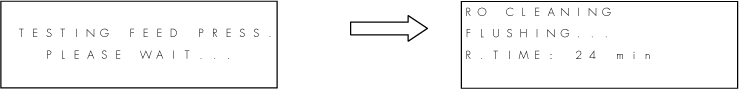 TESTING FEED PRESS.
PLEASE WAIT...
RO CLEANING
FLUSHING...
R.TIME: 24 min